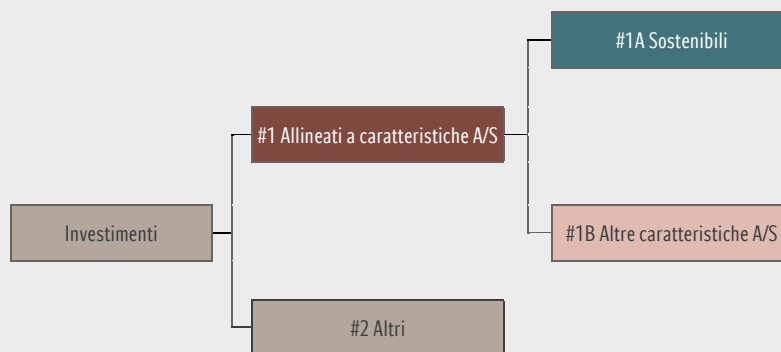 #1A Sostenibili
#1 Allineati a caratteristiche A/S
Investimenti
#1B Altre caratteristiche A/S
#2 Altri